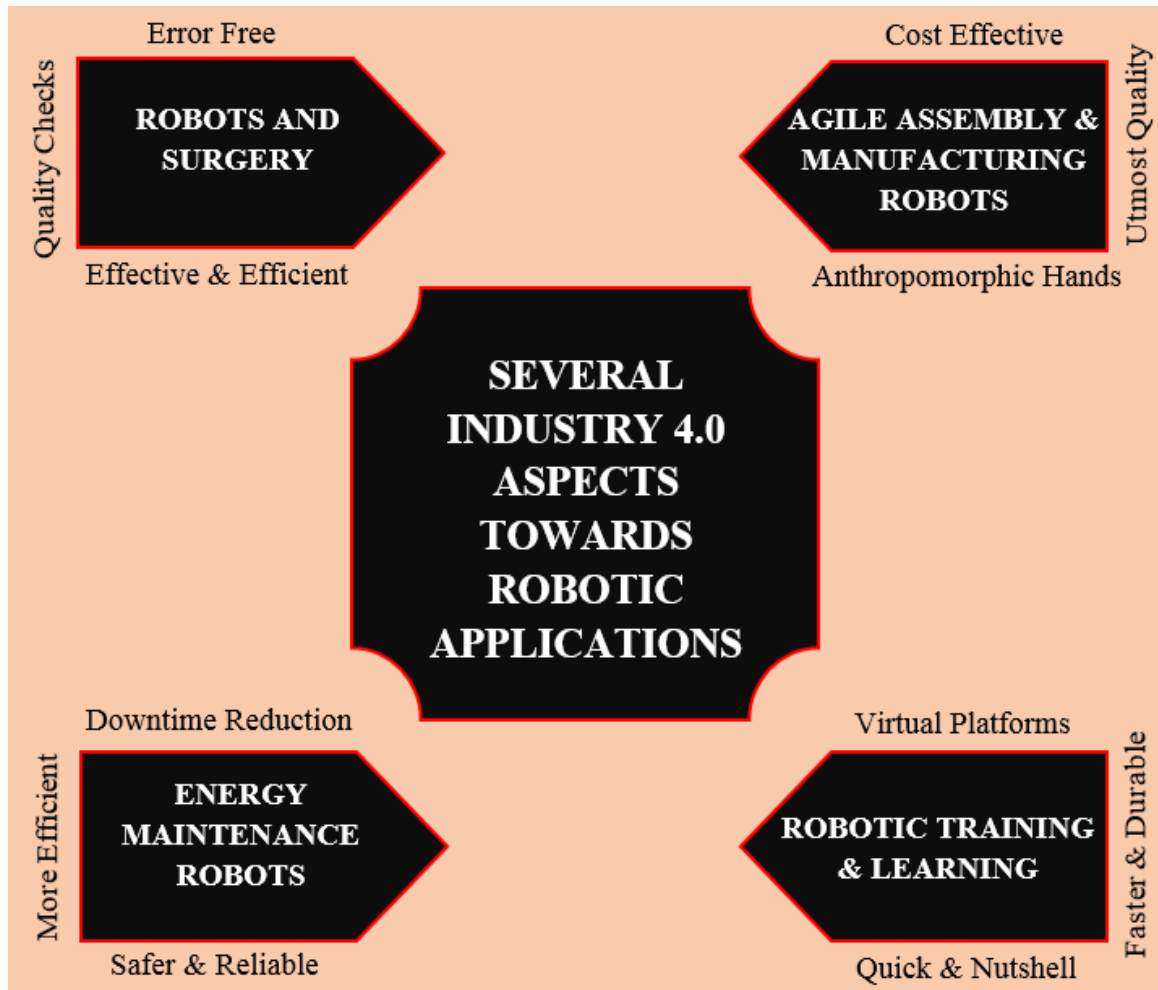 Error Free
Quality Checks
ROBOTS AND
SURGERY
Effective & Efficient
Cost Effective
AGILE ASSEMBLY &
MANUFACTURING
ROBOTS
Utmost Quality
Anthropomorphic Hands
SEVERAL
INDUSTRY 4.0
ASPECTS
TOWARDS
ROBOTIC
APPLICATIONS
Downtime Reduction
More Efficient
ENERGY
MAINTENANCE
ROBOTS
Safer & Reliable
Virtual Platforms
ROBOTIC TRAINING
& LEARNING
Faster & Durable
Quick & Nutshell